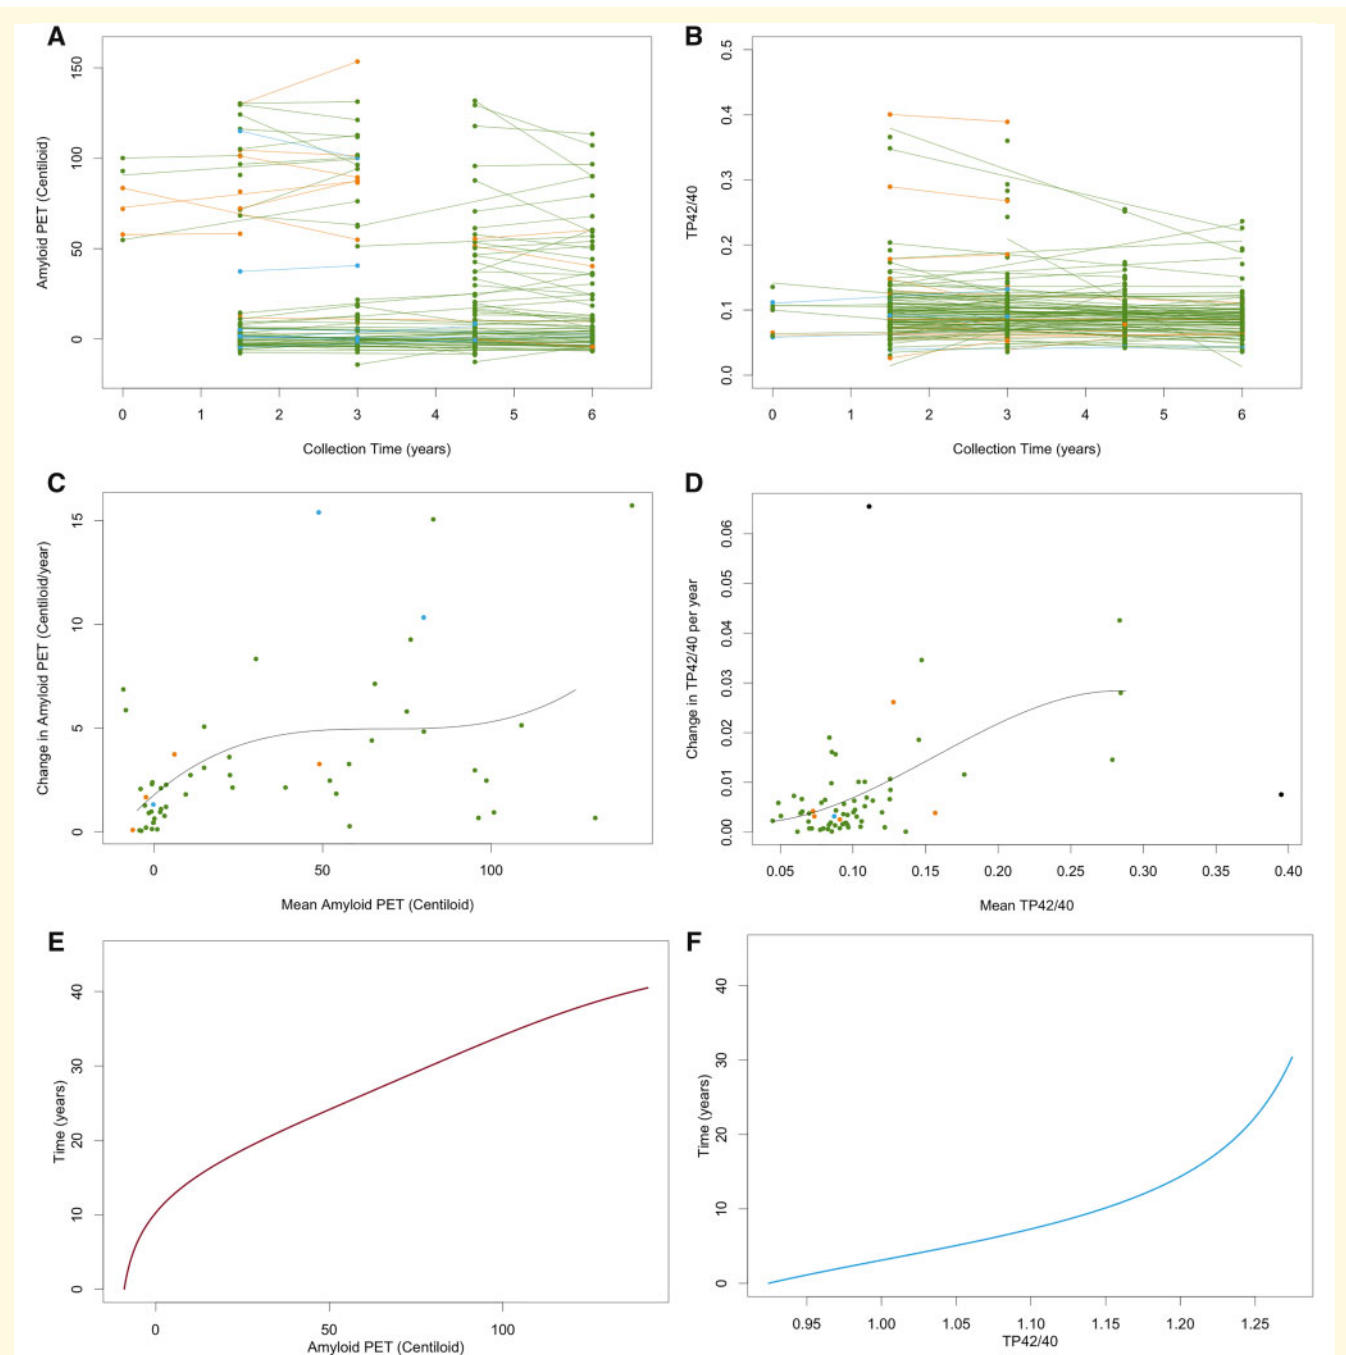 A
Amyloid PET (Centiloid)
150
100
50
0
0 1 2 3 4 5 6
Collection Time (years)
B
TP42/40
0.5
0.4
0.3
0.2
0.1
0.0
0 1 2 3 4 5 6
Collection Time (years)
C
Change in Amyloid PET (Centiloid/year)
15
10
5
0
0 50 100
Mean Amyloid PET (Centiloid)
D
Change in TP42/40 per year
0.06
0.05
0.04
0.03
0.02
0.01
0.00
0.05 0.10 0.15 0.20 0.25 0.30 0.35 0.40
Mean TP42/40
E
Time (years)
40
30
20
10
0
0 50 100
Amyloid PET (Centiloid)
F
Time (years)
40
30
20
10
0
0.95 1.00 1.05 1.10 1.15 1.20 1.25
TP42/40